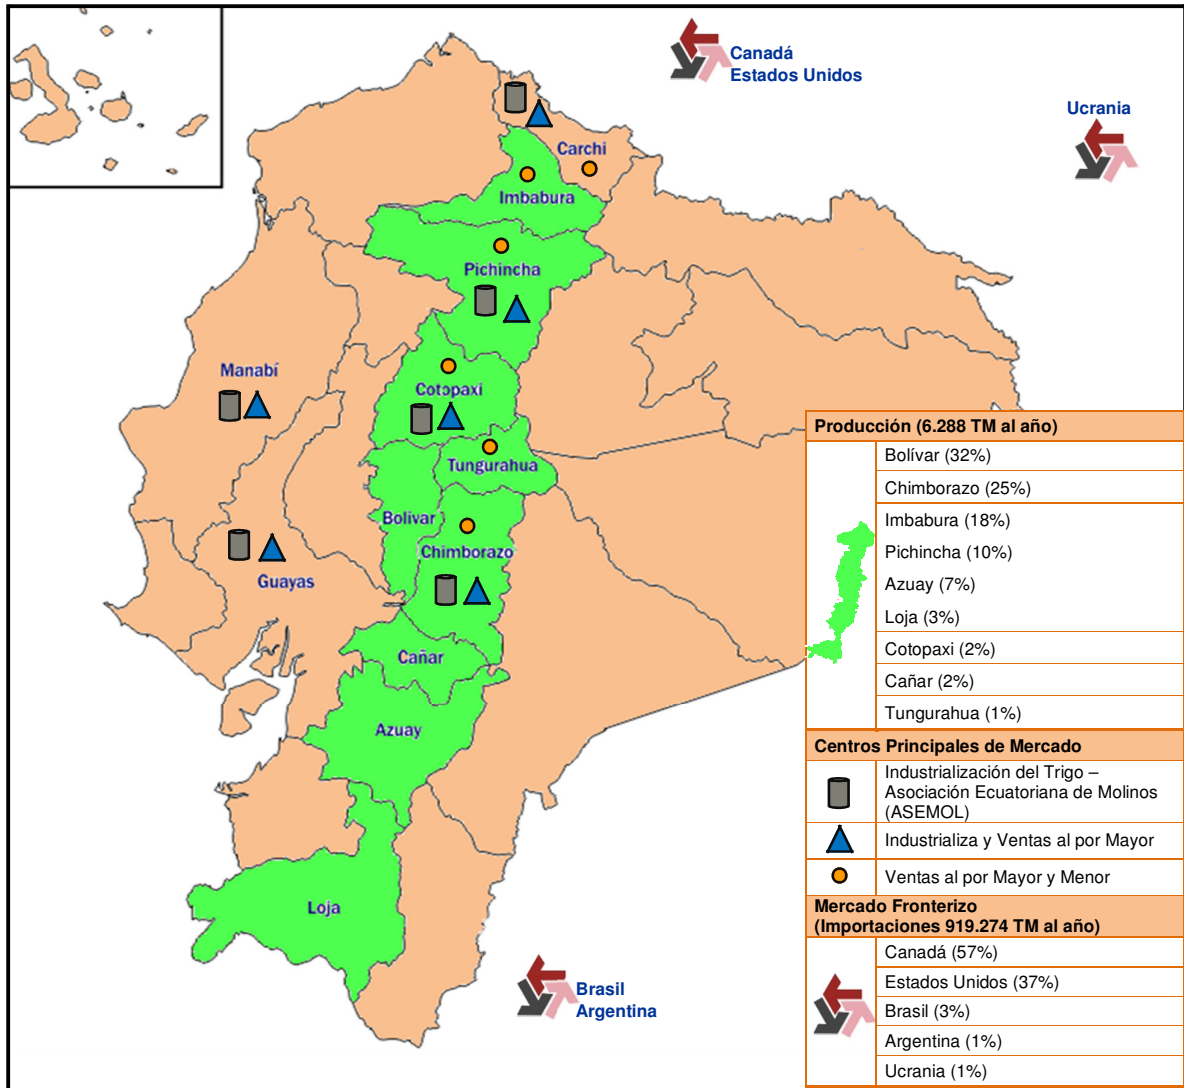 Canadá
Estados Unidos
Ucrania
Carchi
Imbabura
Pichincha
Manabí
Cotopaxi
Tungurahua
Bolivar
Chimborazo
Guayas
Cañar
Azuay
Loja
Brasil
Argentina
Producción (6.288 TM al año)
Bolívar (32%)
Chimborazo (25%)
Imbabura (18%)
Pichincha (10%)
Azuay (7%)
Loja (3%)
Cotopaxi (2%)
Cañar (2%)
Tungurahua (1%)
Centros Principales de Mercado
Industrialización del Trigo –
Asociación Ecuatoriana de Molinos
(ASEMOL)
Industrializa y Ventas al por Mayor
Ventas al por Mayor y Menor
Mercado Fronterizo
(Importaciones 919.274 TM al año)
Canadá (57%)
Estados Unidos (37%)
Brasil (3%)
Argentina (1%)
Ucrania (1%)